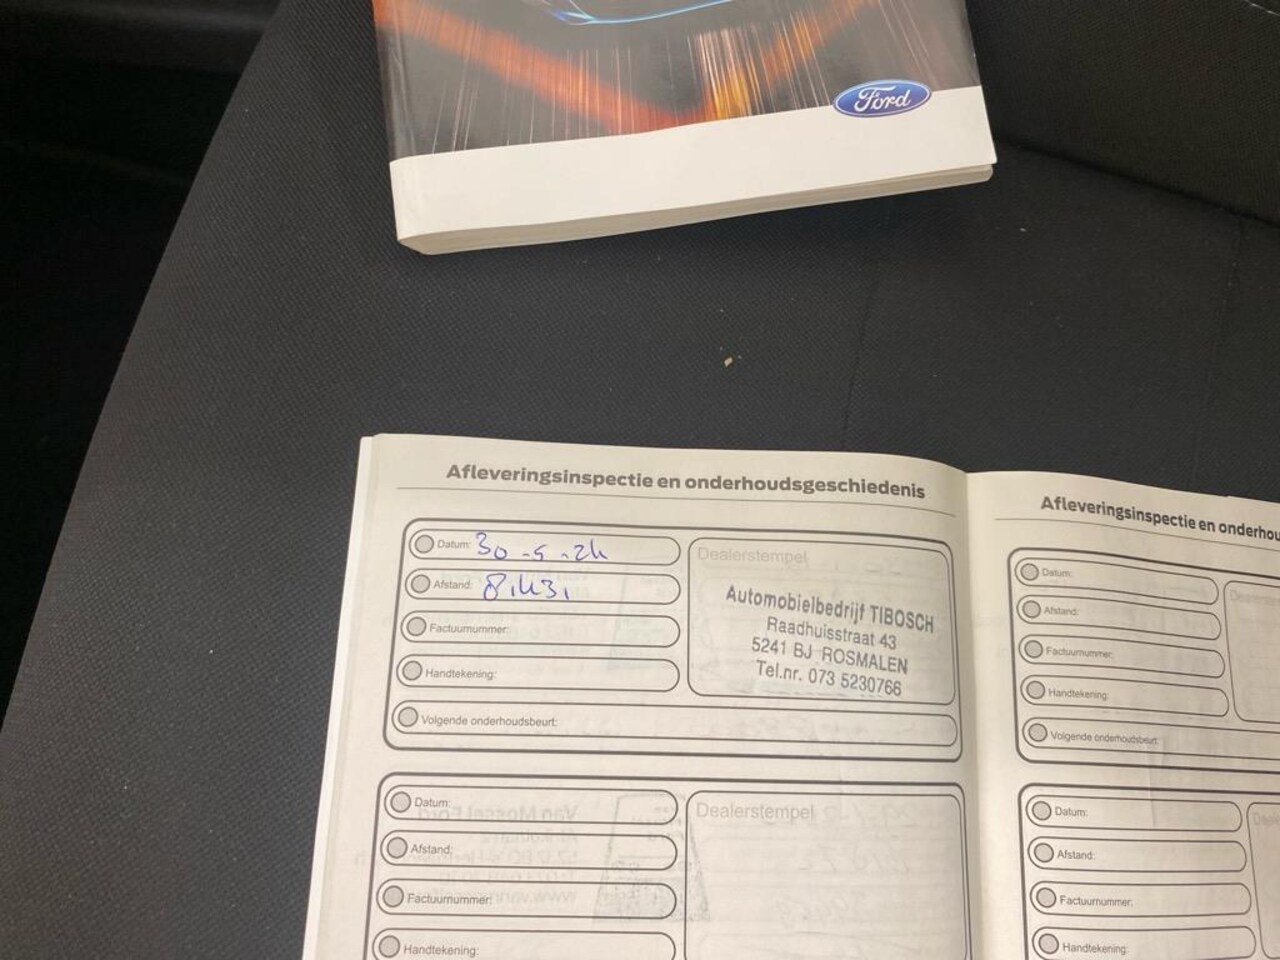 Ford
Afleveringsinspectie en onderhoudsgeschiedenis
Datum: 30-5-24
Afstand:
Factuurnummer:
Handtekening:
Volgende onderhoudsbeurt:
Dealerstempel
Automobielbedrijf TIBOSCH
Raadhuisstraat 43
5241 BJ ROSMALEN
Tel.nr. 073 5230766
Datum:
Afstand:
Factuurnummer:
Handtekening:
Dealerstempel
Afleveringsinspectie en onderhou
Datum:
Afstand:
Factuurnummer:
Handtekening:
Volgende onderhoudsbeurt:
Datum:
Afstand:
Factuurnummer:
Handtekening: